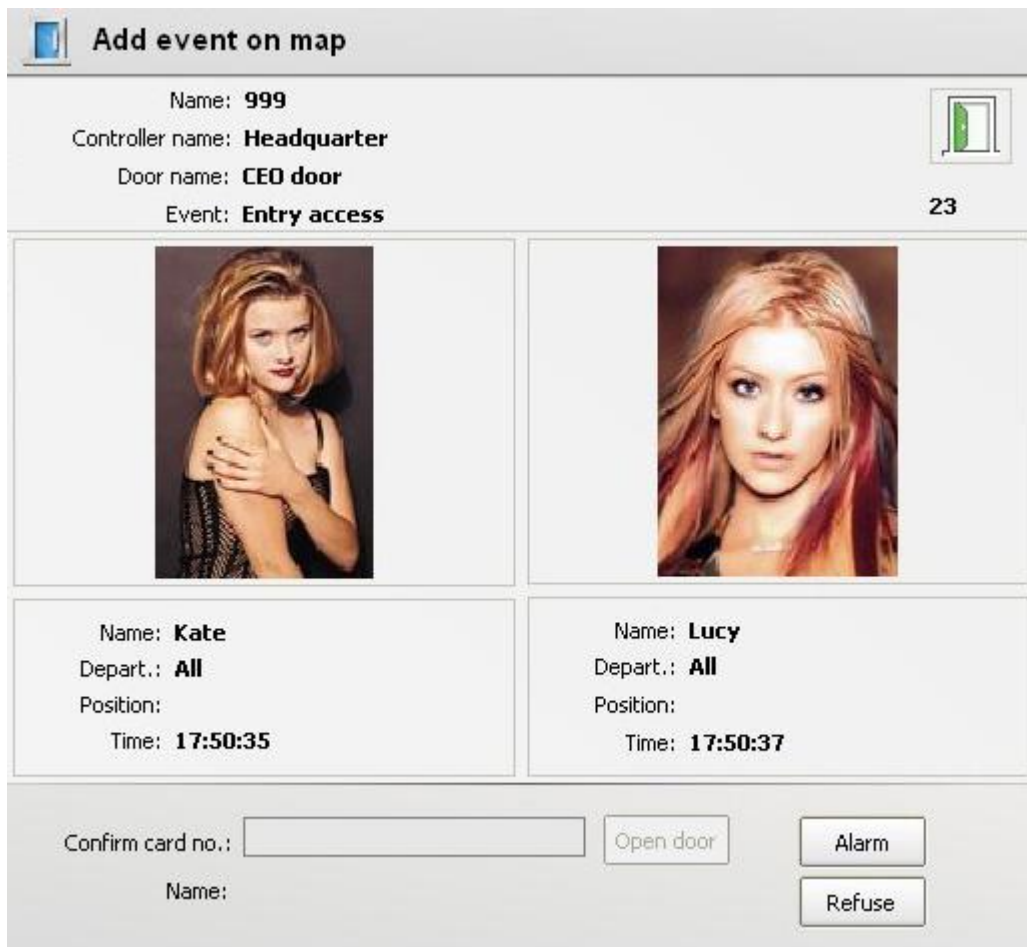 Add event on map
Name: 999
Controller name: Headquarter
Door name: CEO door
Event: Entry access
23
Name: Kate
Depart.: All
Position:
Time: 17:50:35
Name: Lucy
Depart.: All
Position:
Time: 17:50:37
Confirm card no.:
Open door
Alarm
Name:
Refuse